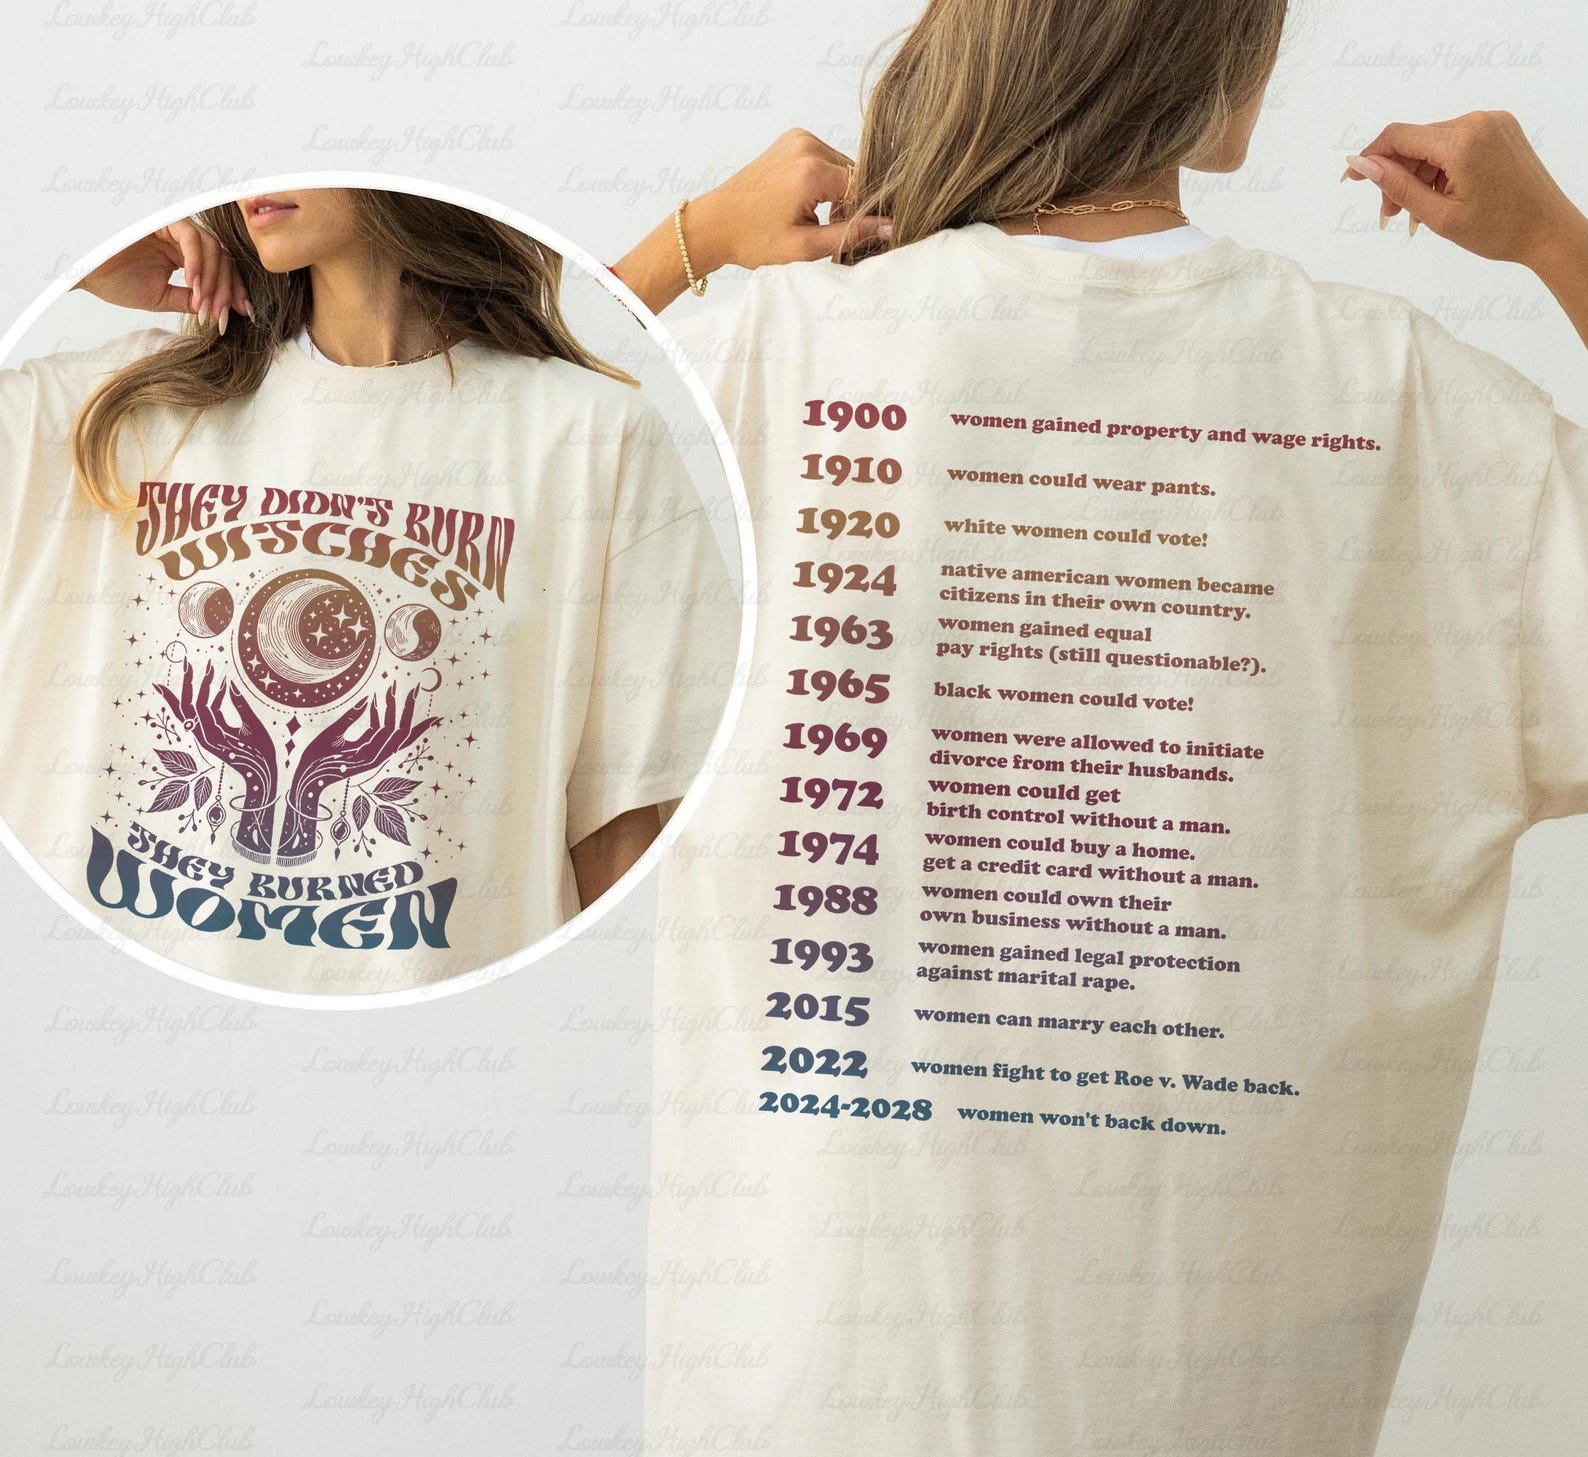 THEY DIDN'T BURN
WITCHES
THEY BURNED
WOMEN
1900 women gained property and wage rights.
1910 women could wear pants.
1920 white women could vote!
1924 native american women became
citizens in their own country.
1963 women gained equal
pay rights (still questionable?).
1965 black women could vote!
1969 women were allowed to initiate
divorce from their husbands.
1972 women could get
birth control without a man.
1974 women could buy a home.
get a credit card without a man.
1988 women could own their
own business without a man.
1993 women gained legal protection
against marital rape.
2015 women can marry each other.
2022 women fight to get Roe v. Wade back.
2024-2028 women won't back down.
LowkeyHighClub